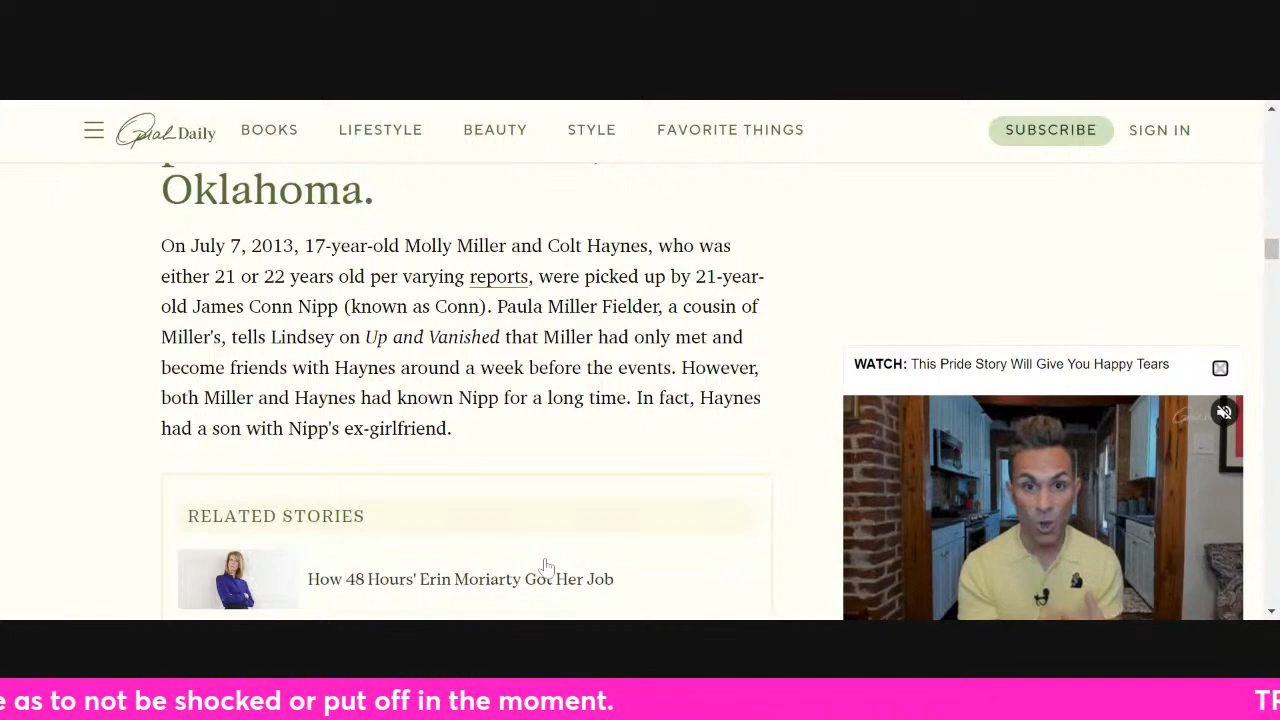 Oprah Daily BOOKS LIFESTYLE BEAUTY STYLE FAVORITE THINGS SUBSCRIBE SIGN IN
Oklahoma.
On July 7, 2013, 17-year-old Molly Miller and Colt Haynes, who was
either 21 or 22 years old per varying reports, were picked up by 21-year-
old James Conn Nipp (known as Conn). Paula Miller Fielder, a cousin of
Miller's, tells Lindsey on Up and Vanished that Miller had only met and
become friends with Haynes around a week before the events. However,
both Miller and Haynes had known Nipp for a long time. In fact, Haynes
had a son with Nipp's ex-girlfriend.
WATCH: This Pride Story Will Give You Happy Tears
RELATED STORIES
How 48 Hours' Erin Moriarty Got Her Job
e as to not be shocked or put off in the moment.